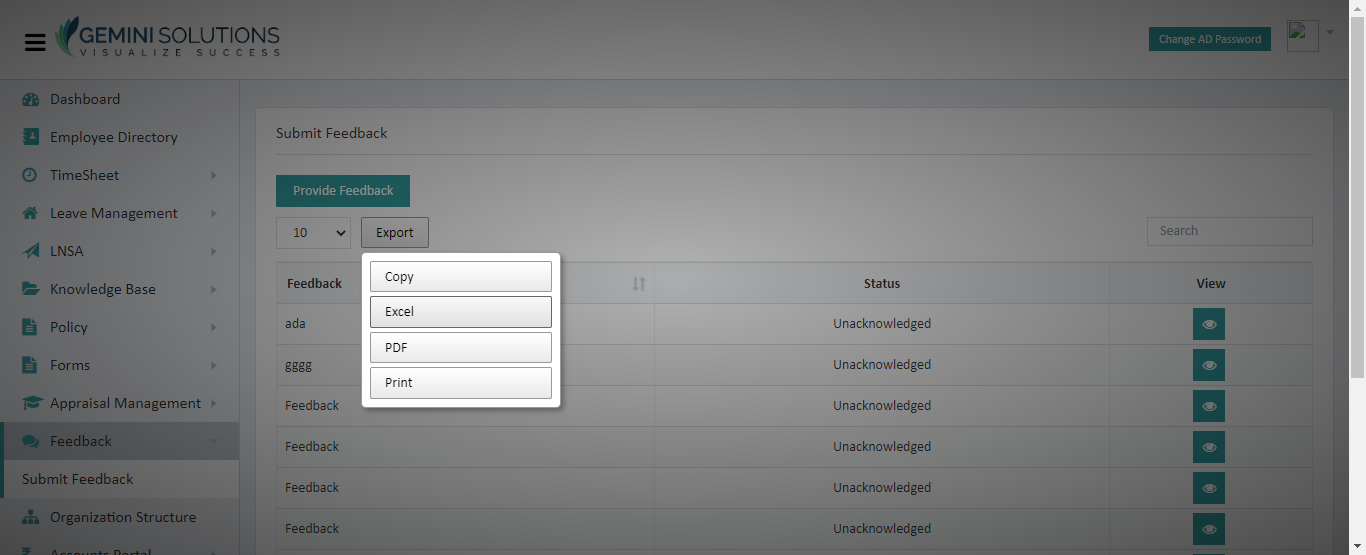 GEMINI SOLUTIONS
VISUALIZE SUCCESS
Change AD Password
Dashboard
Employee Directory
TimeSheet
Leave Management
LNSA
Knowledge Base
Policy
Forms
Appraisal Management
Feedback
Submit Feedback
Organization Structure
Accounts Portal
Submit Feedback
Provide Feedback
10
Export
Search
Copy
Excel
PDF
Print
Feedback Status View
ada Unacknowledged
gggg Unacknowledged
Feedback Unacknowledged
Feedback Unacknowledged
Feedback Unacknowledged
Feedback Unacknowledged